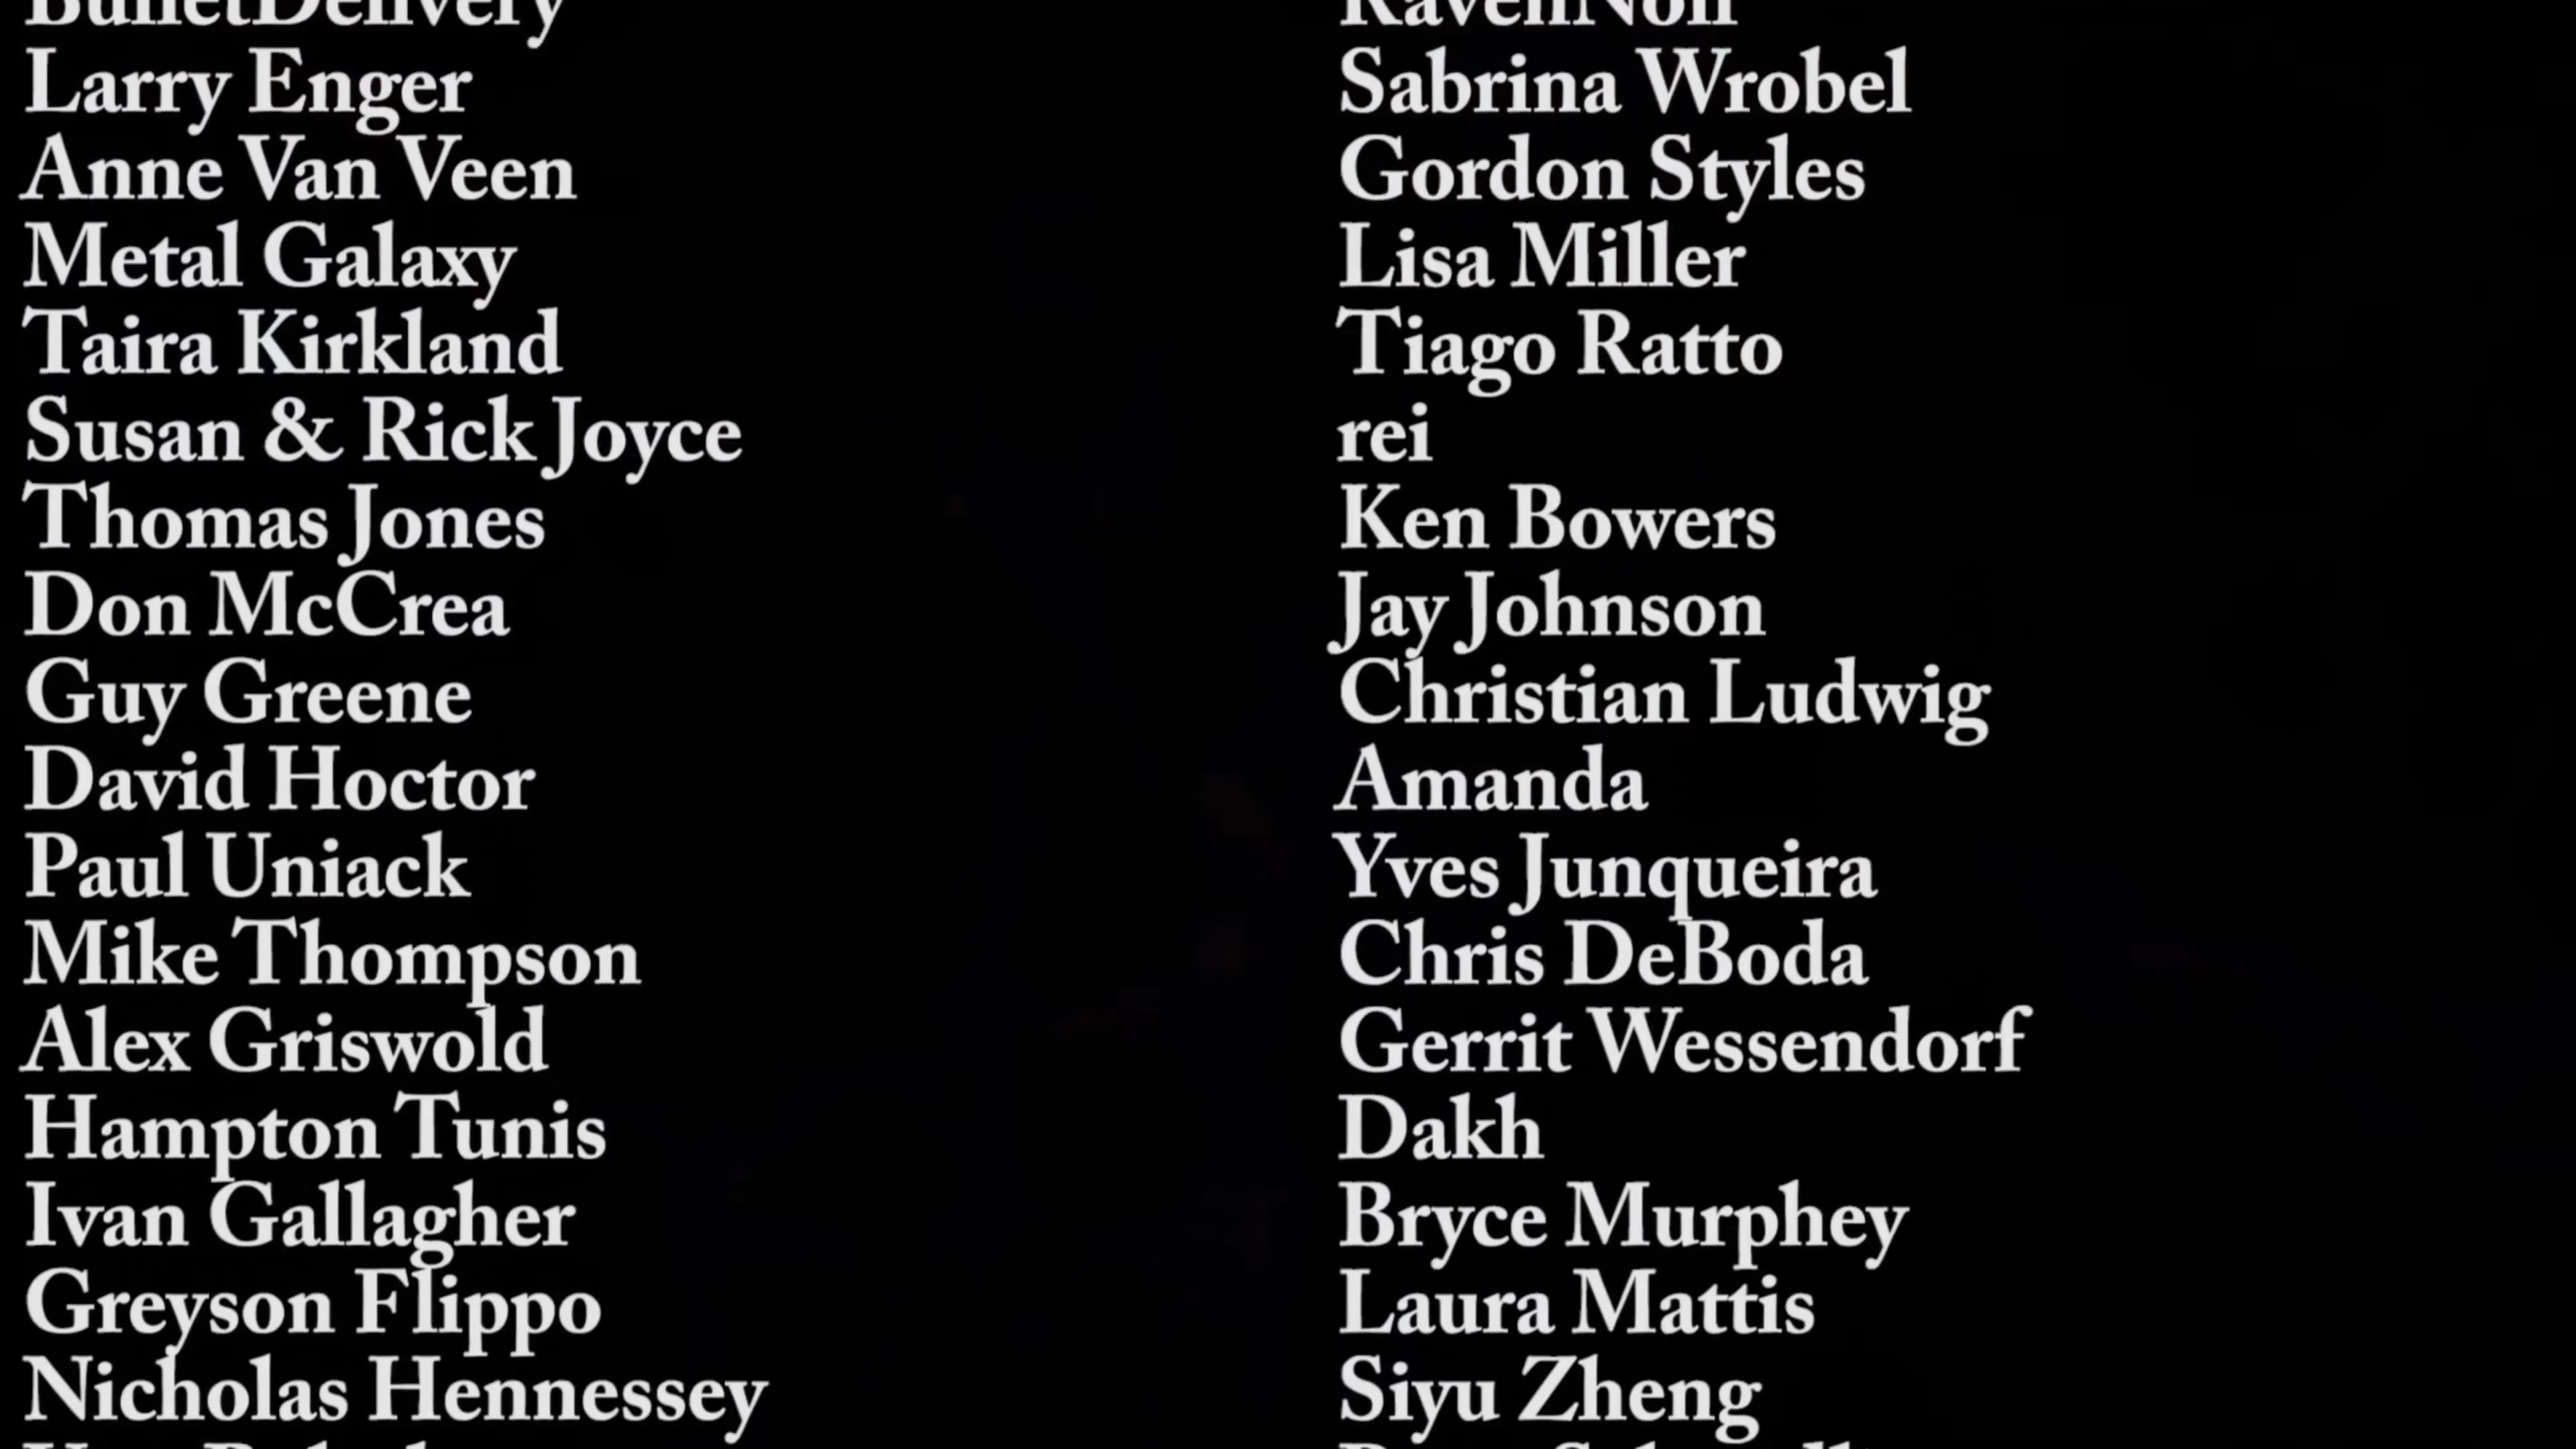 BulletDelivery
Larry Enger
Anne Van Veen
Metal Galaxy
Taira Kirkland
Susan & Rick Joyce
Thomas Jones
Don McCrea
Guy Greene
David Hoctor
Paul Uniack
Mike Thompson
Alex Griswold
Hampton Tunis
Ivan Gallagher
Greyson Flippo
Nicholas Hennessey
Sabrina Wrobel
Gordon Styles
Lisa Miller
Tiago Ratto
rei
Ken Bowers
Jay Johnson
Christian Ludwig
Amanda
Yves Junqueira
Chris DeBoda
Gerrit Wessendorf
Dakh
Bryce Murphey
Laura Mattis
Siyu Zheng